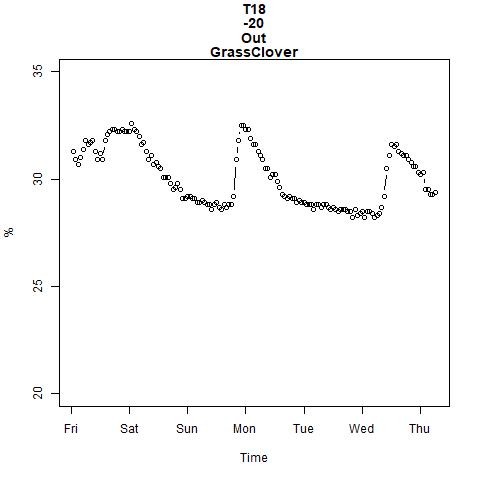 T18
-20
Out
GrassClover
35
30
25
20
%
Fri Sat Sun Mon Tue Wed Thu
Time